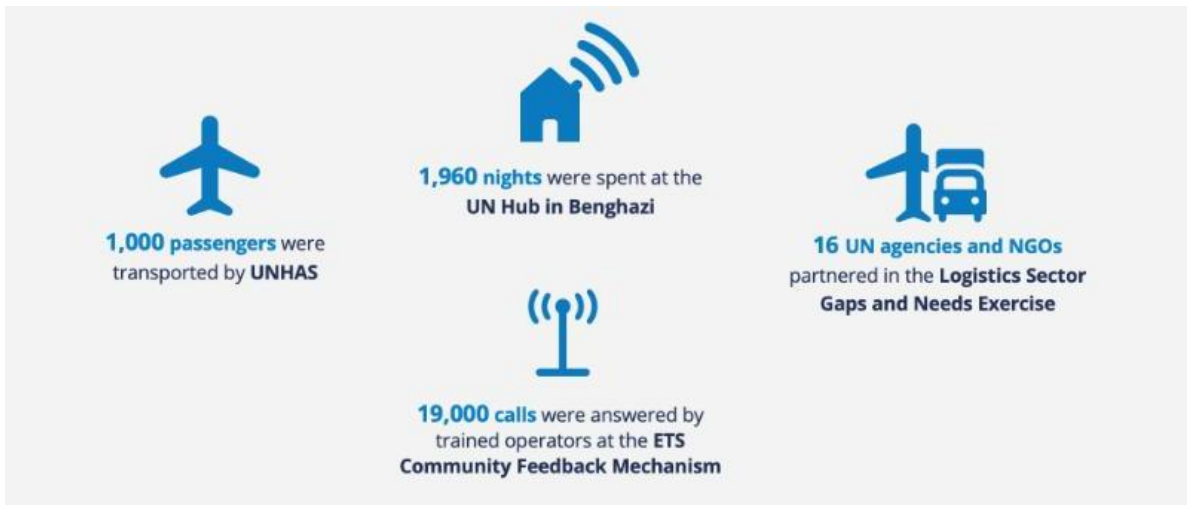 1,960 nights were spent at the
UN Hub in Benghazi
1,000 passengers were
transported by UNHAS
16 UN agencies and NGOs
partnered in the Logistics Sector
Gaps and Needs Exercise
19,000 calls were answered by
trained operators at the ETS
Community Feedback Mechanism